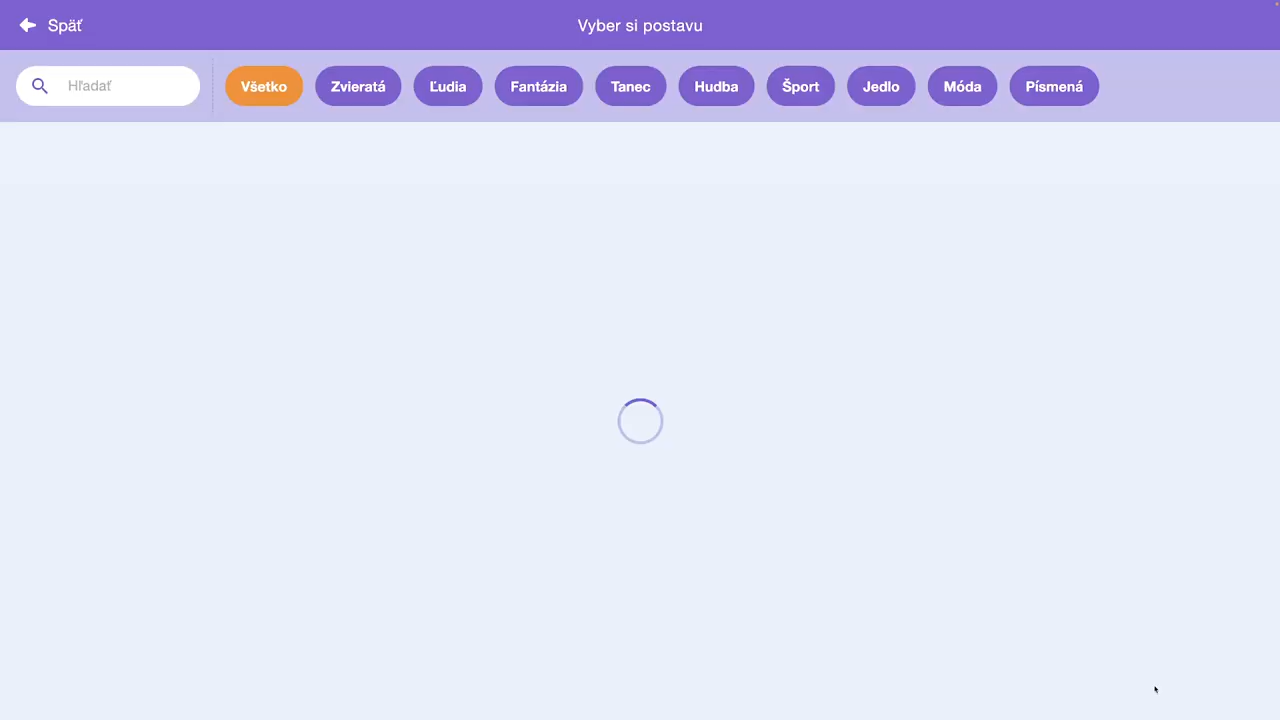 Späť
Vyber si postavu
Hľadať
Všetko
Zvieratá
Ľudia
Fantázia
Tanec
Hudba
Šport
Jedlo
Móda
Písmená